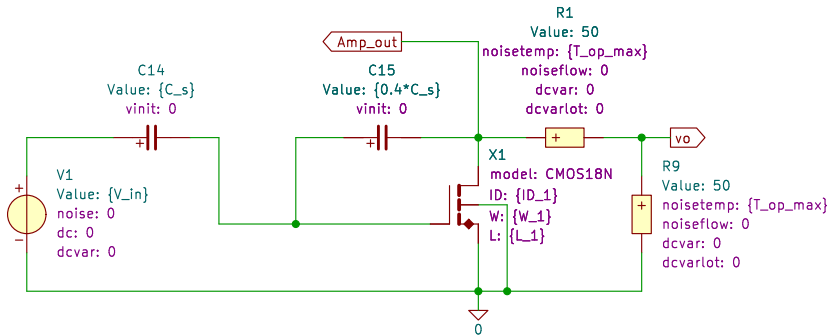 R1
Value: 50
noisetemp: {T_op_max}
noiseflow: 0
dcvar: 0
dcvarlot: 0
Amp_out
C14
Value: {C_s}
vinit: 0
C15
Value: {0.4*C_s}
vinit: 0
+
+
+
vo
X1
model: CMOS18N
ID: {ID_1}
W: {W_1}
L: {L_1}
R9
Value: 50
noisetemp: {T_op_max}
noiseflow: 0
dcvar: 0
dcvarlot: 0
+
V1
Value: {V_in}
noise: 0
dc: 0
dcvar: 0
+
−
0